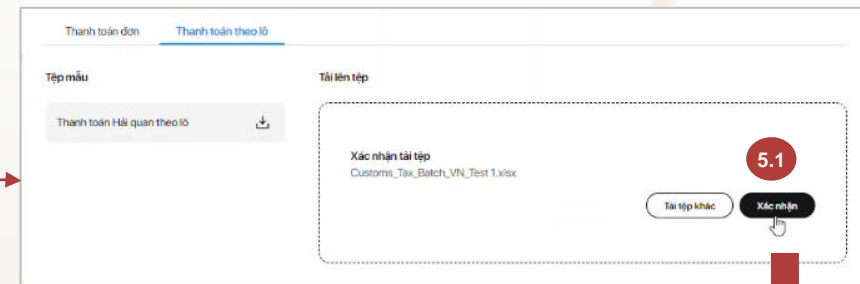 Thanh toán đơn Thanh toán theo lô
Tệp mẫu Tải lên tệp
Thanh toán Hải quan theo lô
Xác nhận tải tệp
Customs_Tax_Batch_VN_Test 1.xlsx
5.1
Tải tệp khác Xác nhận